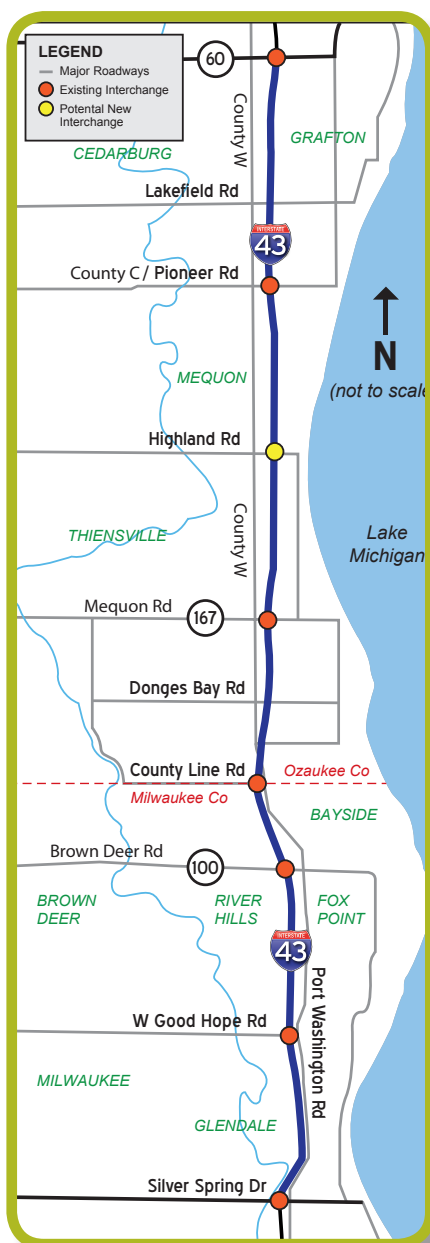 LEGEND
Major Roadways
Existing Interchange
Potental New
Interchange
60
County W
GRAFTON
CEDARBURG
Lakefield Rd
INTERSTATE
43
County C / Pioneer Rd
N
(not to scale
MEQUON
Highland Rd
County W
THIENSVILLE
Lake
Michigan
Mequon Rd
167
Donges Bay Rd
County Line Rd
Ozaukee Co
Milwaukee Co
BAYSIDE
Brown Deer Rd
100
BROWN
DEER
RIVER
HILLS
FOX
POINT
INTERSTATE
43
Port Washington Rd
W Good Hope Rd
MILWAUKEE
GLENDALE
Silver Spring Dr